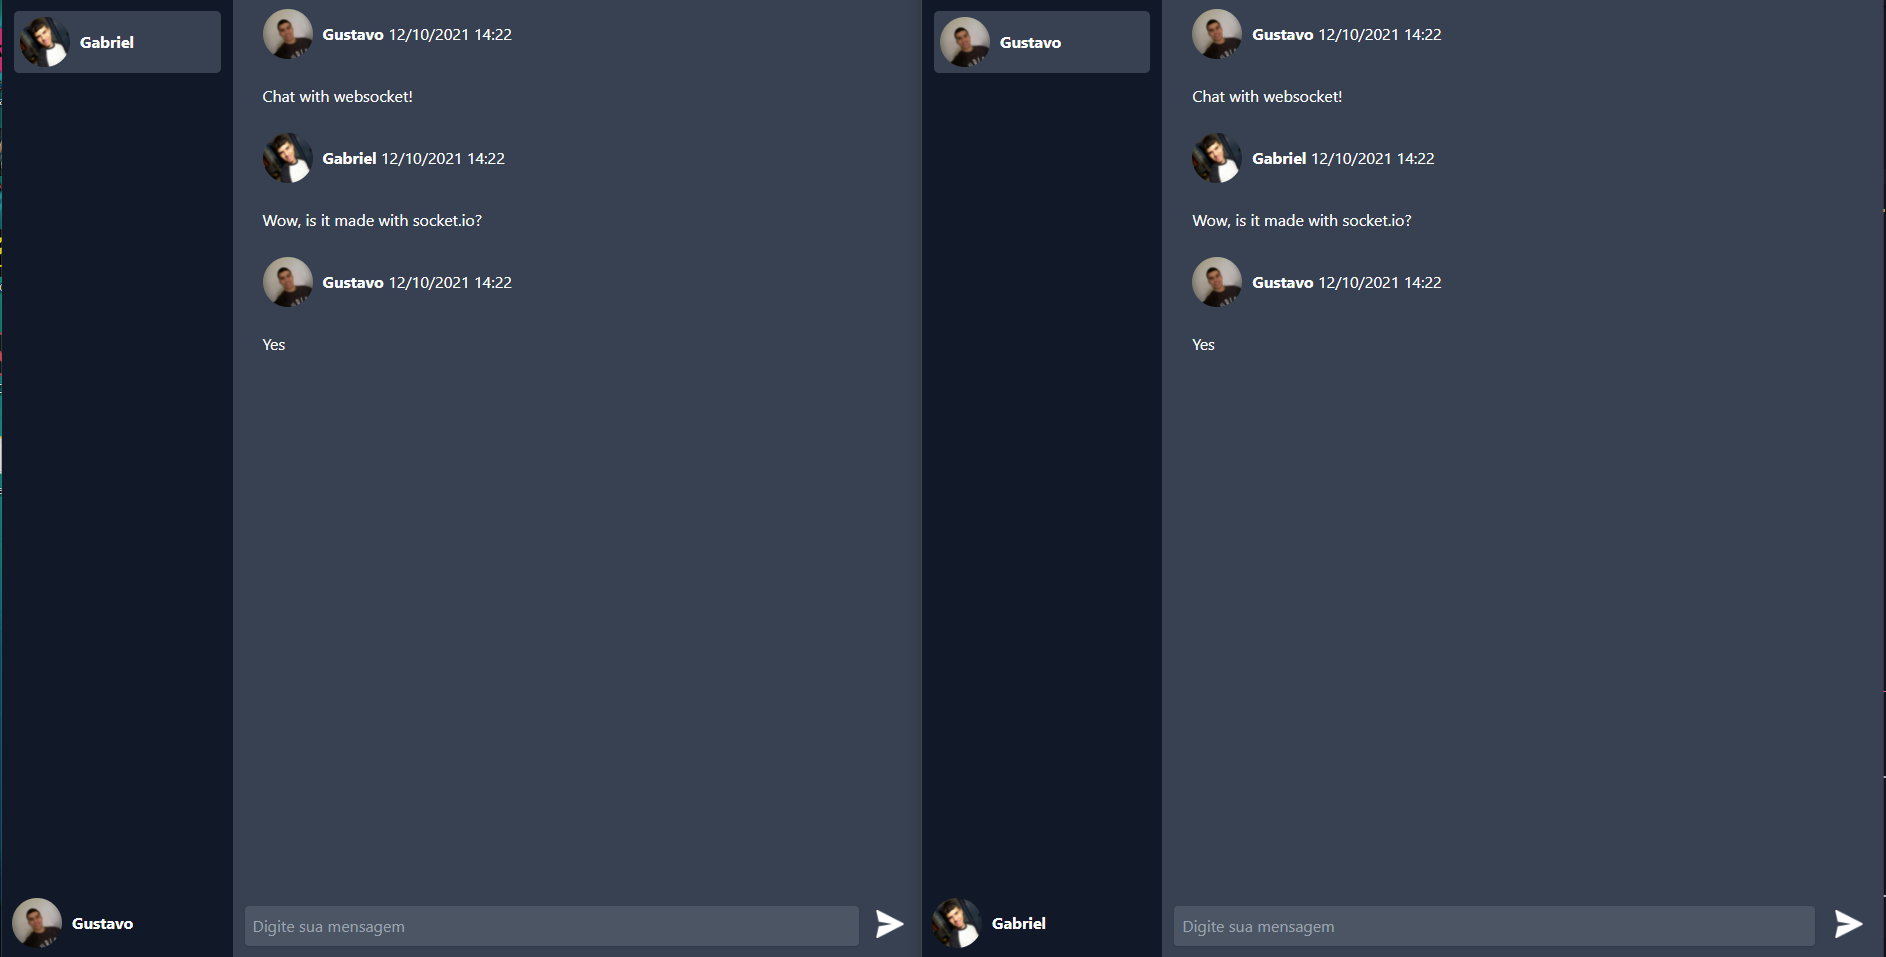 Gabriel
Gustavo 12/10/2021 14:22
Chat with websocket!
Gabriel 12/10/2021 14:22
Wow, is it made with socket.io?
Gustavo 12/10/2021 14:22
Yes
Gustavo
Digite sua mensagem
Gustavo
Gustavo 12/10/2021 14:22
Chat with websocket!
Gabriel 12/10/2021 14:22
Wow, is it made with socket.io?
Gustavo 12/10/2021 14:22
Yes
Gabriel
Digite sua mensagem